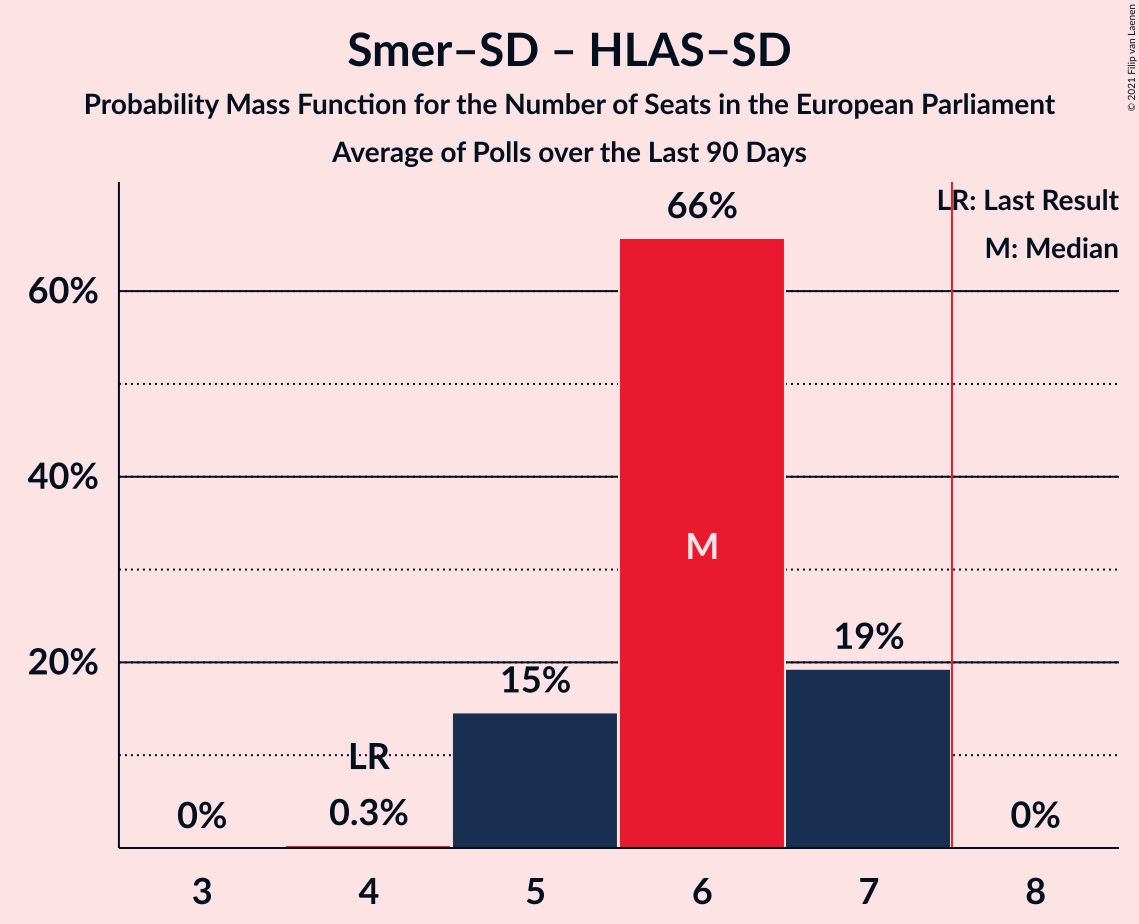 Smer–SD – HLAS–SD
Probability Mass Function for the Number of Seats in the European Parliament
Average of Polls over the Last 90 Days
© 2021 Filip van Laenen
LR: Last Result
M: Median
66%
60%
40%
M
19%
20%
15%
LR
0%
0.3%
0%
3
4
5
6
7
8